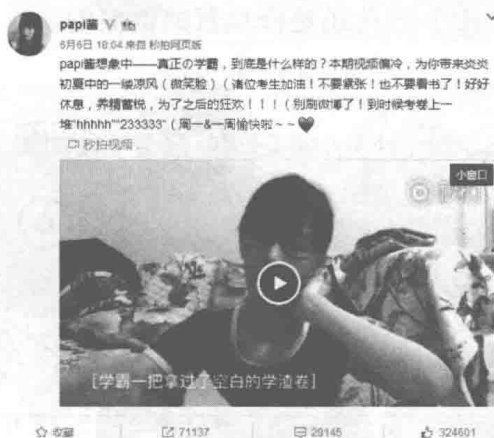 papi酱 V
6月6日 18:04 来自 秒拍网页版
papi酱想象中——真正の学霸，到底是什么样的？本期视频偏冷，为你带来炎炎
初夏中的一缕凉风（微笑脸）（诸位考生加油！不要紧张！也不要看书了！好好
休息，养精蓄锐，为了之后的狂欢！！！（别刷微博了！到时候考卷上一
堆"hhhhh""233333"（周一&一周愉快啦~~
秒拍视频
小窗口
[学霸一把拿过了空白的学渣卷]
收藏
71137
29145
324601